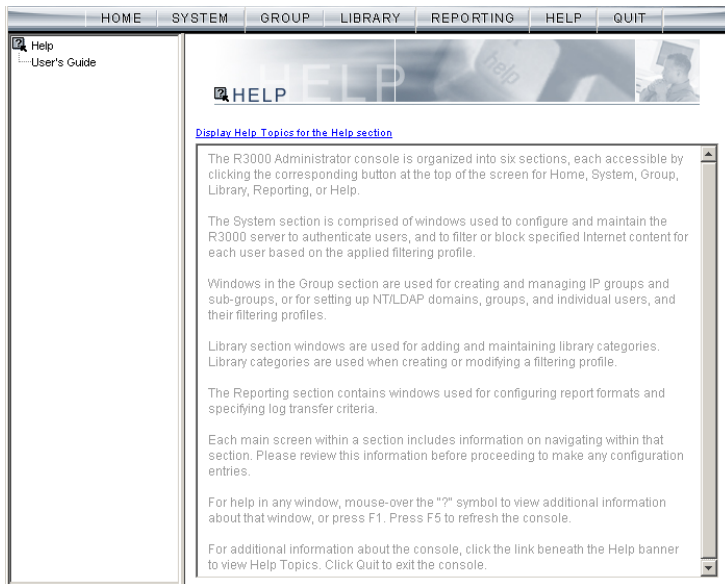 HOME SYSTEM GROUP LIBRARY REPORTING HELP QUIT
Help
User's Guide
HELP
help
HELP
Display Help Topics for the Help section
The R3000 Administrator console is organized into six sections, each accessible by
clicking the corresponding button at the top of the screen for Home, System, Group,
Library, Reporting, or Help.
The System section is comprised of windows used to configure and maintain the
R3000 server to authenticate users, and to filter or block specified Internet content for
each user based on the applied filtering profile.
Windows in the Group section are used for creating and managing IP groups and
sub-groups, or for setting up NT/LDAP domains, groups, and individual users, and
their filtering profiles.
Library section windows are used for adding and maintaining library categories.
Library categories are used when creating or modifying a filtering profile.
The Reporting section contains windows used for configuring report formats and
specifying log transfer criteria.
Each main screen within a section includes information on navigating within that
section. Please review this information before proceeding to make any configuration
entries.
For help in any window, mouse-over the "?" symbol to view additional information
about that window, or press F1. Press F5 to refresh the console.
For additional information about the console, click the link beneath the Help banner
to view Help Topics. Click Quit to exit the console.